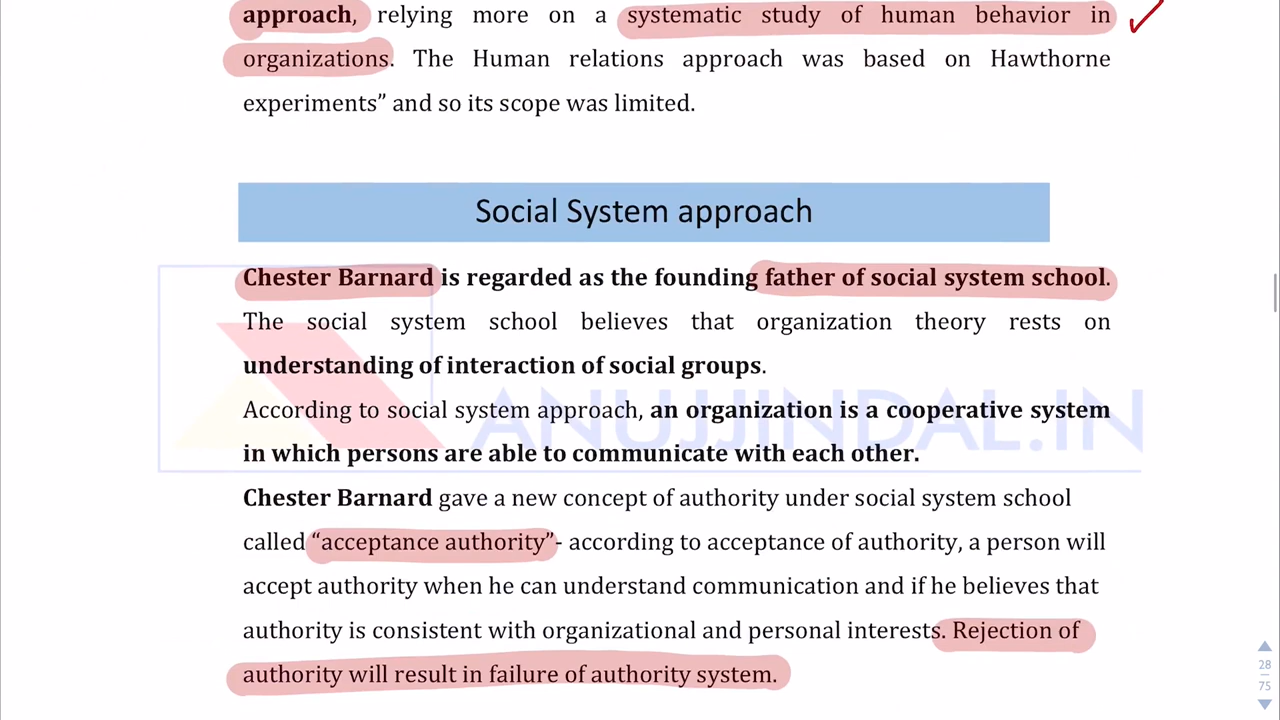 approach, relying more on a systematic study of human behavior in
organizations. The Human relations approach was based on Hawthorne
experiments” and so its scope was limited.
Social System approach
Chester Barnard is regarded as the founding father of social system school.
The social system school believes that organization theory rests on
understanding of interaction of social groups.
According to social system approach, an organization is a cooperative system
in which persons are able to communicate with each other.
ANUJJINDAL.IN
Chester Barnard gave a new concept of authority under social system school
called “acceptance authority”- according to acceptance of authority, a person will
accept authority when he can understand communication and if he believes that
authority is consistent with organizational and personal interests. Rejection of
authority will result in failure of authority system.
28
75